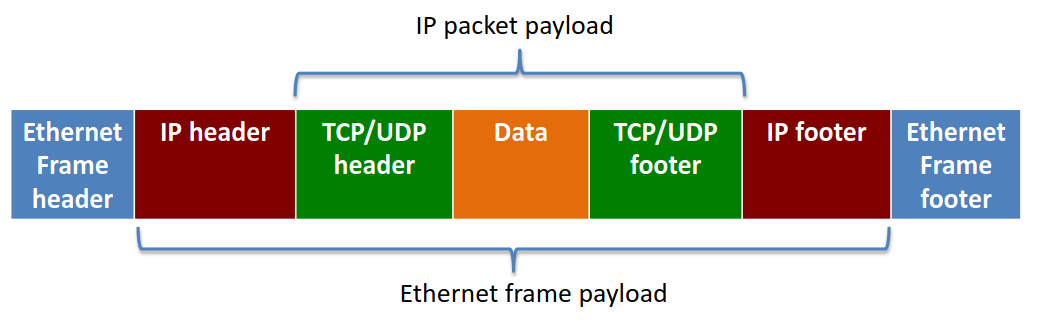 IP packet payload
Ethernet
Frame
header
IP header
TCP/UDP
header
Data
TCP/UDP
footer
IP footer
Ethernet
Frame
footer
Ethernet frame payload